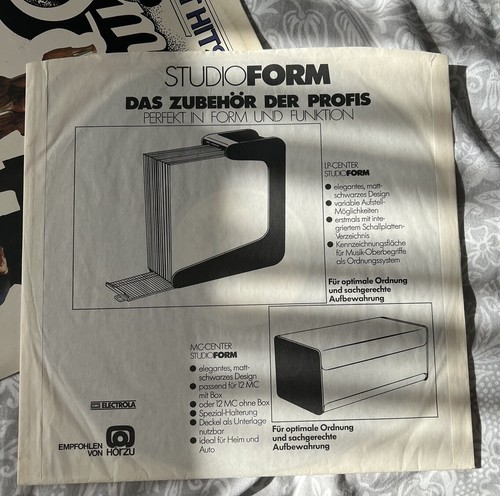 T HITS
STUDIOFORM
DAS ZUBEHÖR DER PROFIS
PERFEKT IN FORM UND FUNKTION
LP-CENTER
STUDIOFORM
● elegantes, matt-
schwarzes Design
● variable Aufstell-
Möglichkeiten
● erstmals mit inte-
griertem Schallplatten-
Verzeichnis
● Kennzeichnungsfläche
für Musik-Oberbegriffe
als Ordnungssystem
Für optimale Ordnung
und sachgerechte
Aufbewahrung
MC-CENTER
STUDIOFORM
● elegantes, matt-
schwarzes Design
● passend für 12 MC
mit Box
● oder 12 MC ohne Box
● Spezial-Halterung
● Deckel als Unterlage
nutzbar
● ideal für Heim und
Auto
Für optimale Ordnung
und sachgerechte
Aufbewahrung
EMI ELECTROLA
EMPFOHLEN
VON HÖRZU